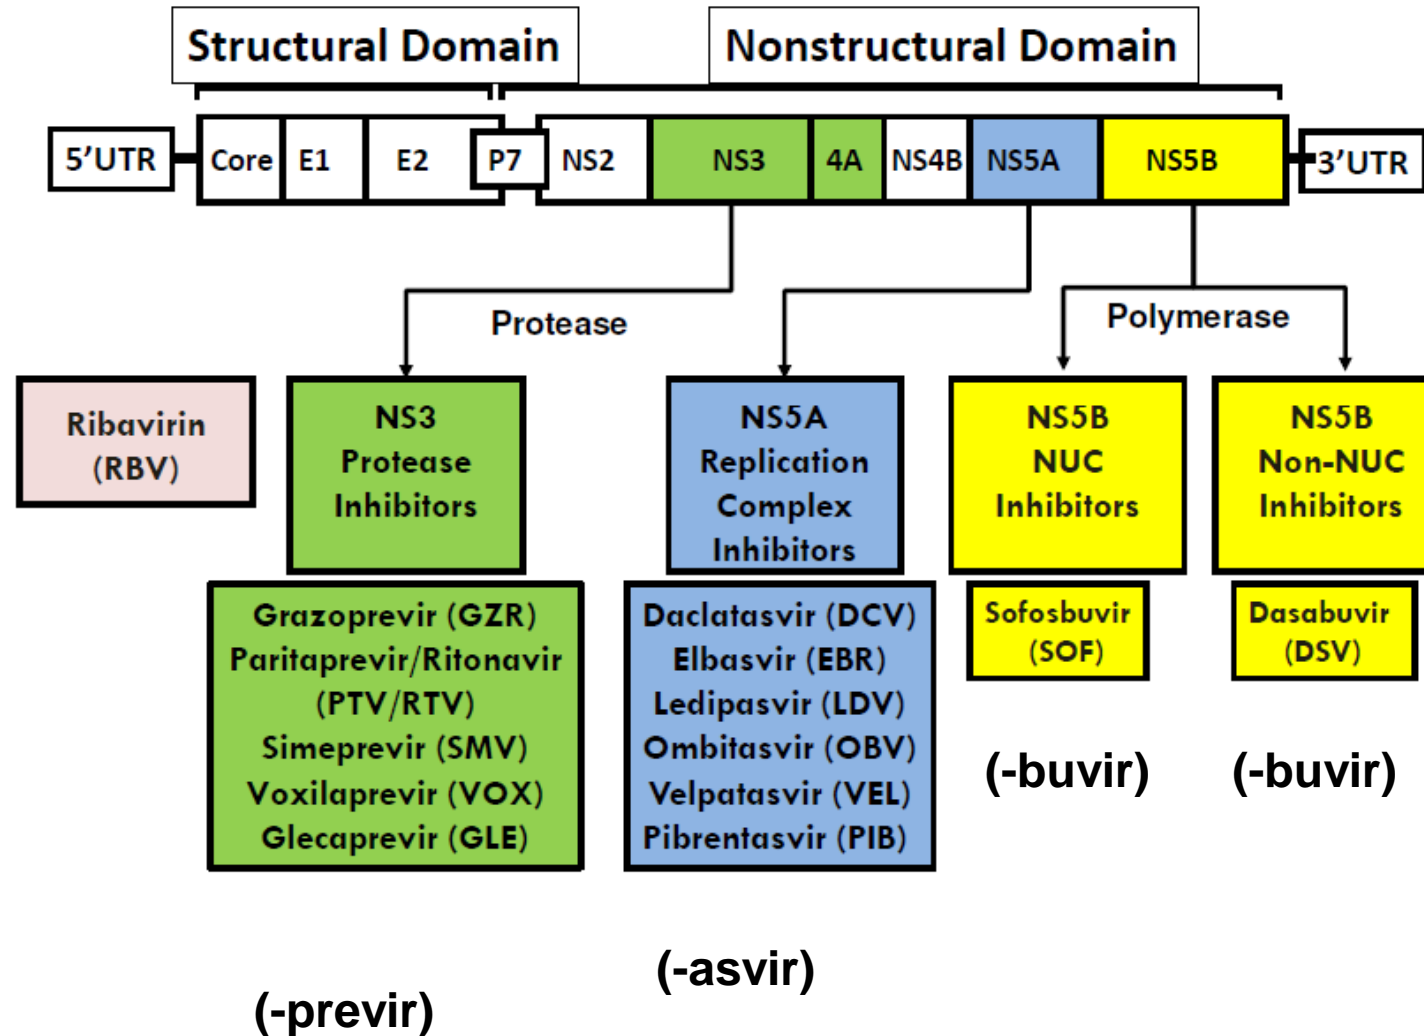 Structural Domain
Nonstructural Domain
5’UTR
Core
E1
E2
P7
NS2
NS3
4A
NS4B
NS5A
NS5B
3’UTR
Protease
Polymerase
Ribavirin
(RBV)
NS3
Protease
Inhibitors
NS5A
Replication
Complex
Inhibitors
NS5B
NUC
Inhibitors
NS5B
Non-NUC
Inhibitors
Grazoprevir (GZR)
Paritaprevir/Ritonavir
(PTV/RTV)
Simeprevir (SMV)
Voxilaprevir (VOX)
Glecaprevir (GLE)
Daclatasvir (DCV)
Elbasvir (EBR)
Ledipasvir (LDV)
Ombitasvir (OBV)
Velpatasvir (VEL)
Pibrentasvir (PIB)
Sofosbuvir
(SOF)
Dasabuvir
(DSV)
(-buvir)
(-buvir)
(-asvir)
(-previr)